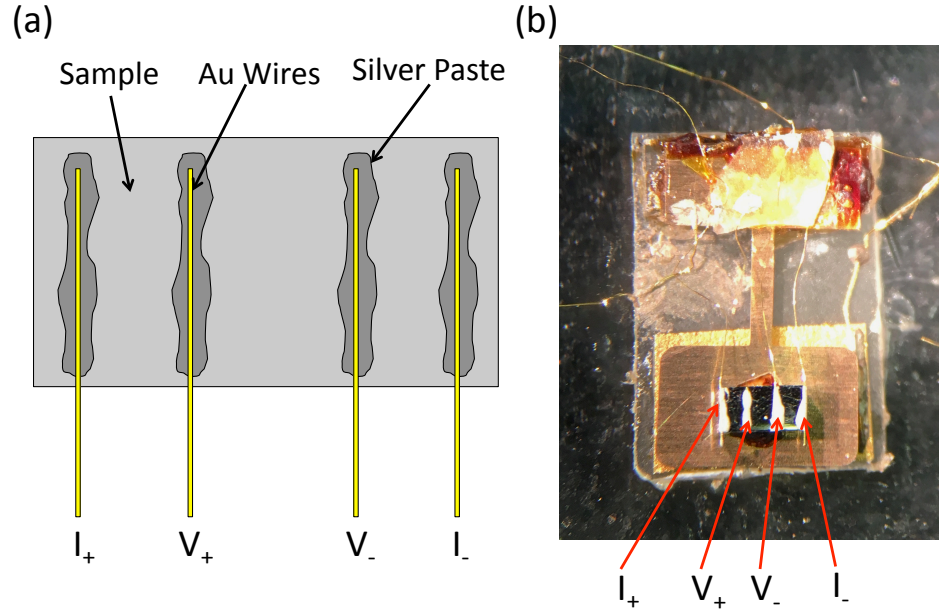 (a)
Sample
Au Wires
Silver Paste
I₊
V₊
V₋
I₋
(b)
I₊
V₊
V₋
I₋